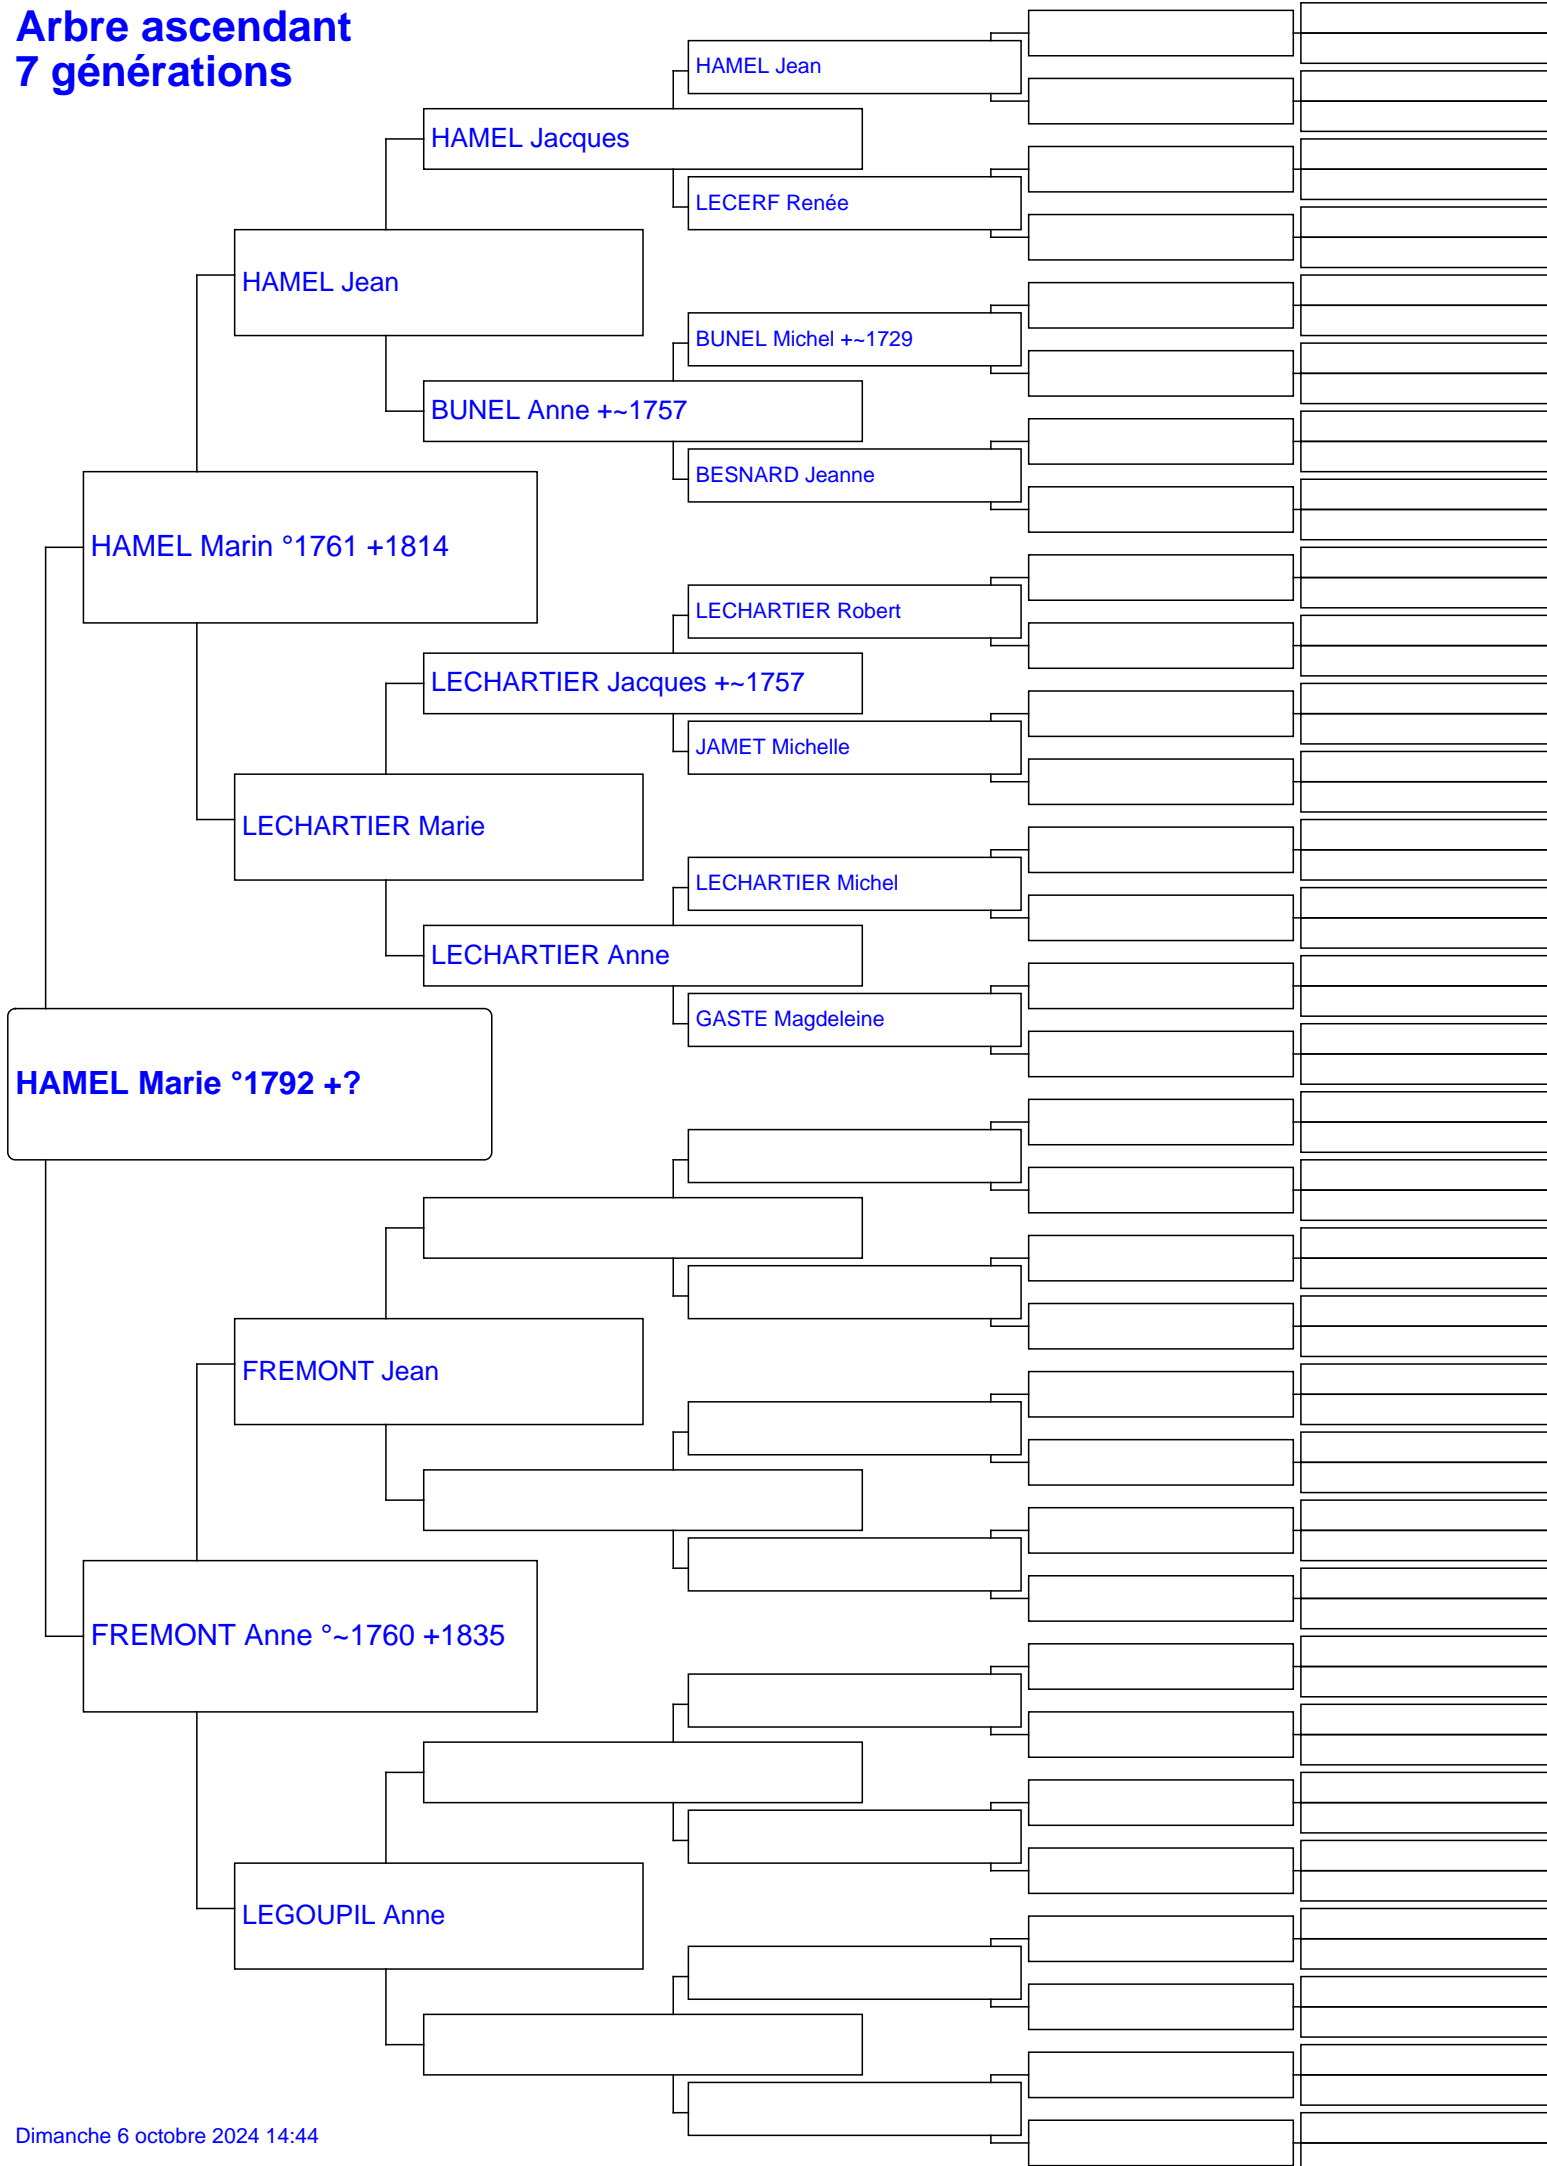 Arbre ascendant
7 générations
HAMEL Jean
HAMEL Jacques
LECERF Renée
HAMEL Jean
BUNEL Michel +~1729
BUNEL Anne +~1757
BESNARD Jeanne
HAMEL Marin °1761 +1814
LECHARTIER Robert
LECHARTIER Jacques +~1757
JAMET Michelle
LECHARTIER Marie
LECHARTIER Michel
LECHARTIER Anne
GASTE Magdeleine
HAMEL Marie °1792 +?
FREMONT Jean
FREMONT Anne °~1760 +1835
LEGOUPIL Anne
Dimanche 6 octobre 2024 14:44